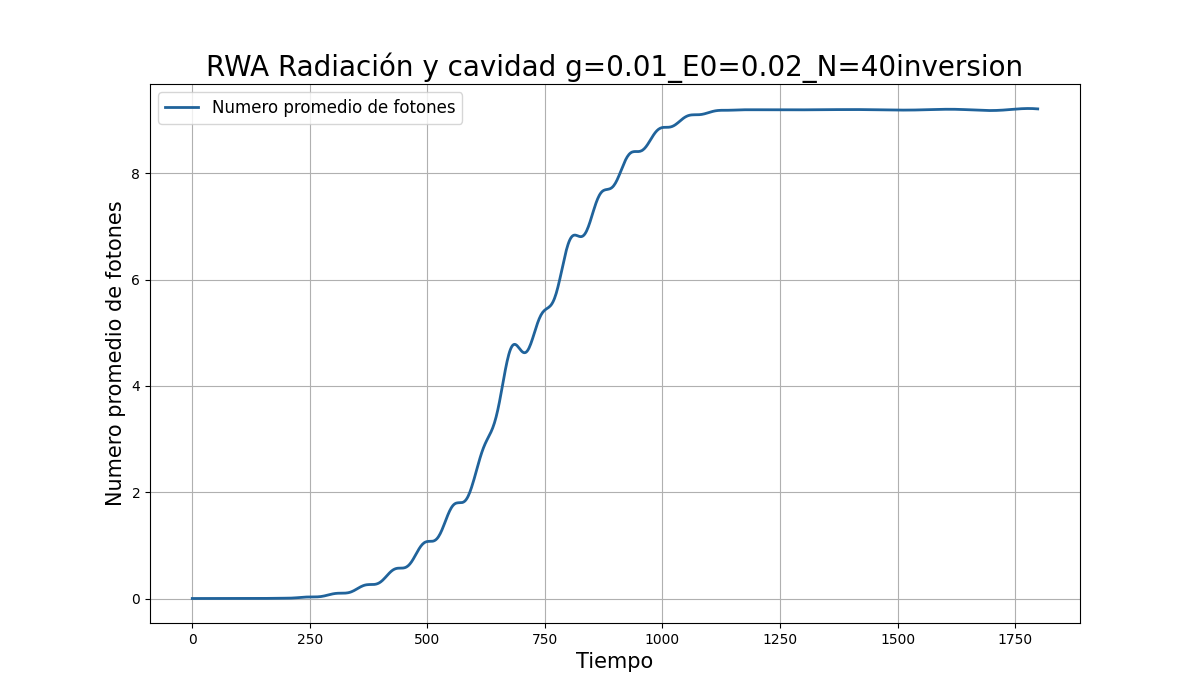 RWA Radiación y cavidad g=0.01_E0=0.02_N=40inversion
Numero promedio de fotones
Numero promedio de fotones
8
6
4
2
0
0 250 500 750 1000 1250 1500 1750
Tiempo